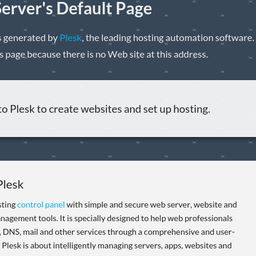 Server's Default Page
s generated by Plesk, the leading hosting automation software.
s page because there is no Web site at this address.
to Plesk to create websites and set up hosting.
Plesk
sting control panel with simple and secure web server, website and
nagement tools. It is specially designed to help web professionals
, DNS, mail and other services through a comprehensive and user-
Plesk is about intelligently managing servers, apps, websites and